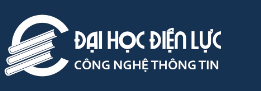 ĐẠI HỌC ĐIỆN LỰC
CÔNG NGHỆ THÔNG TIN